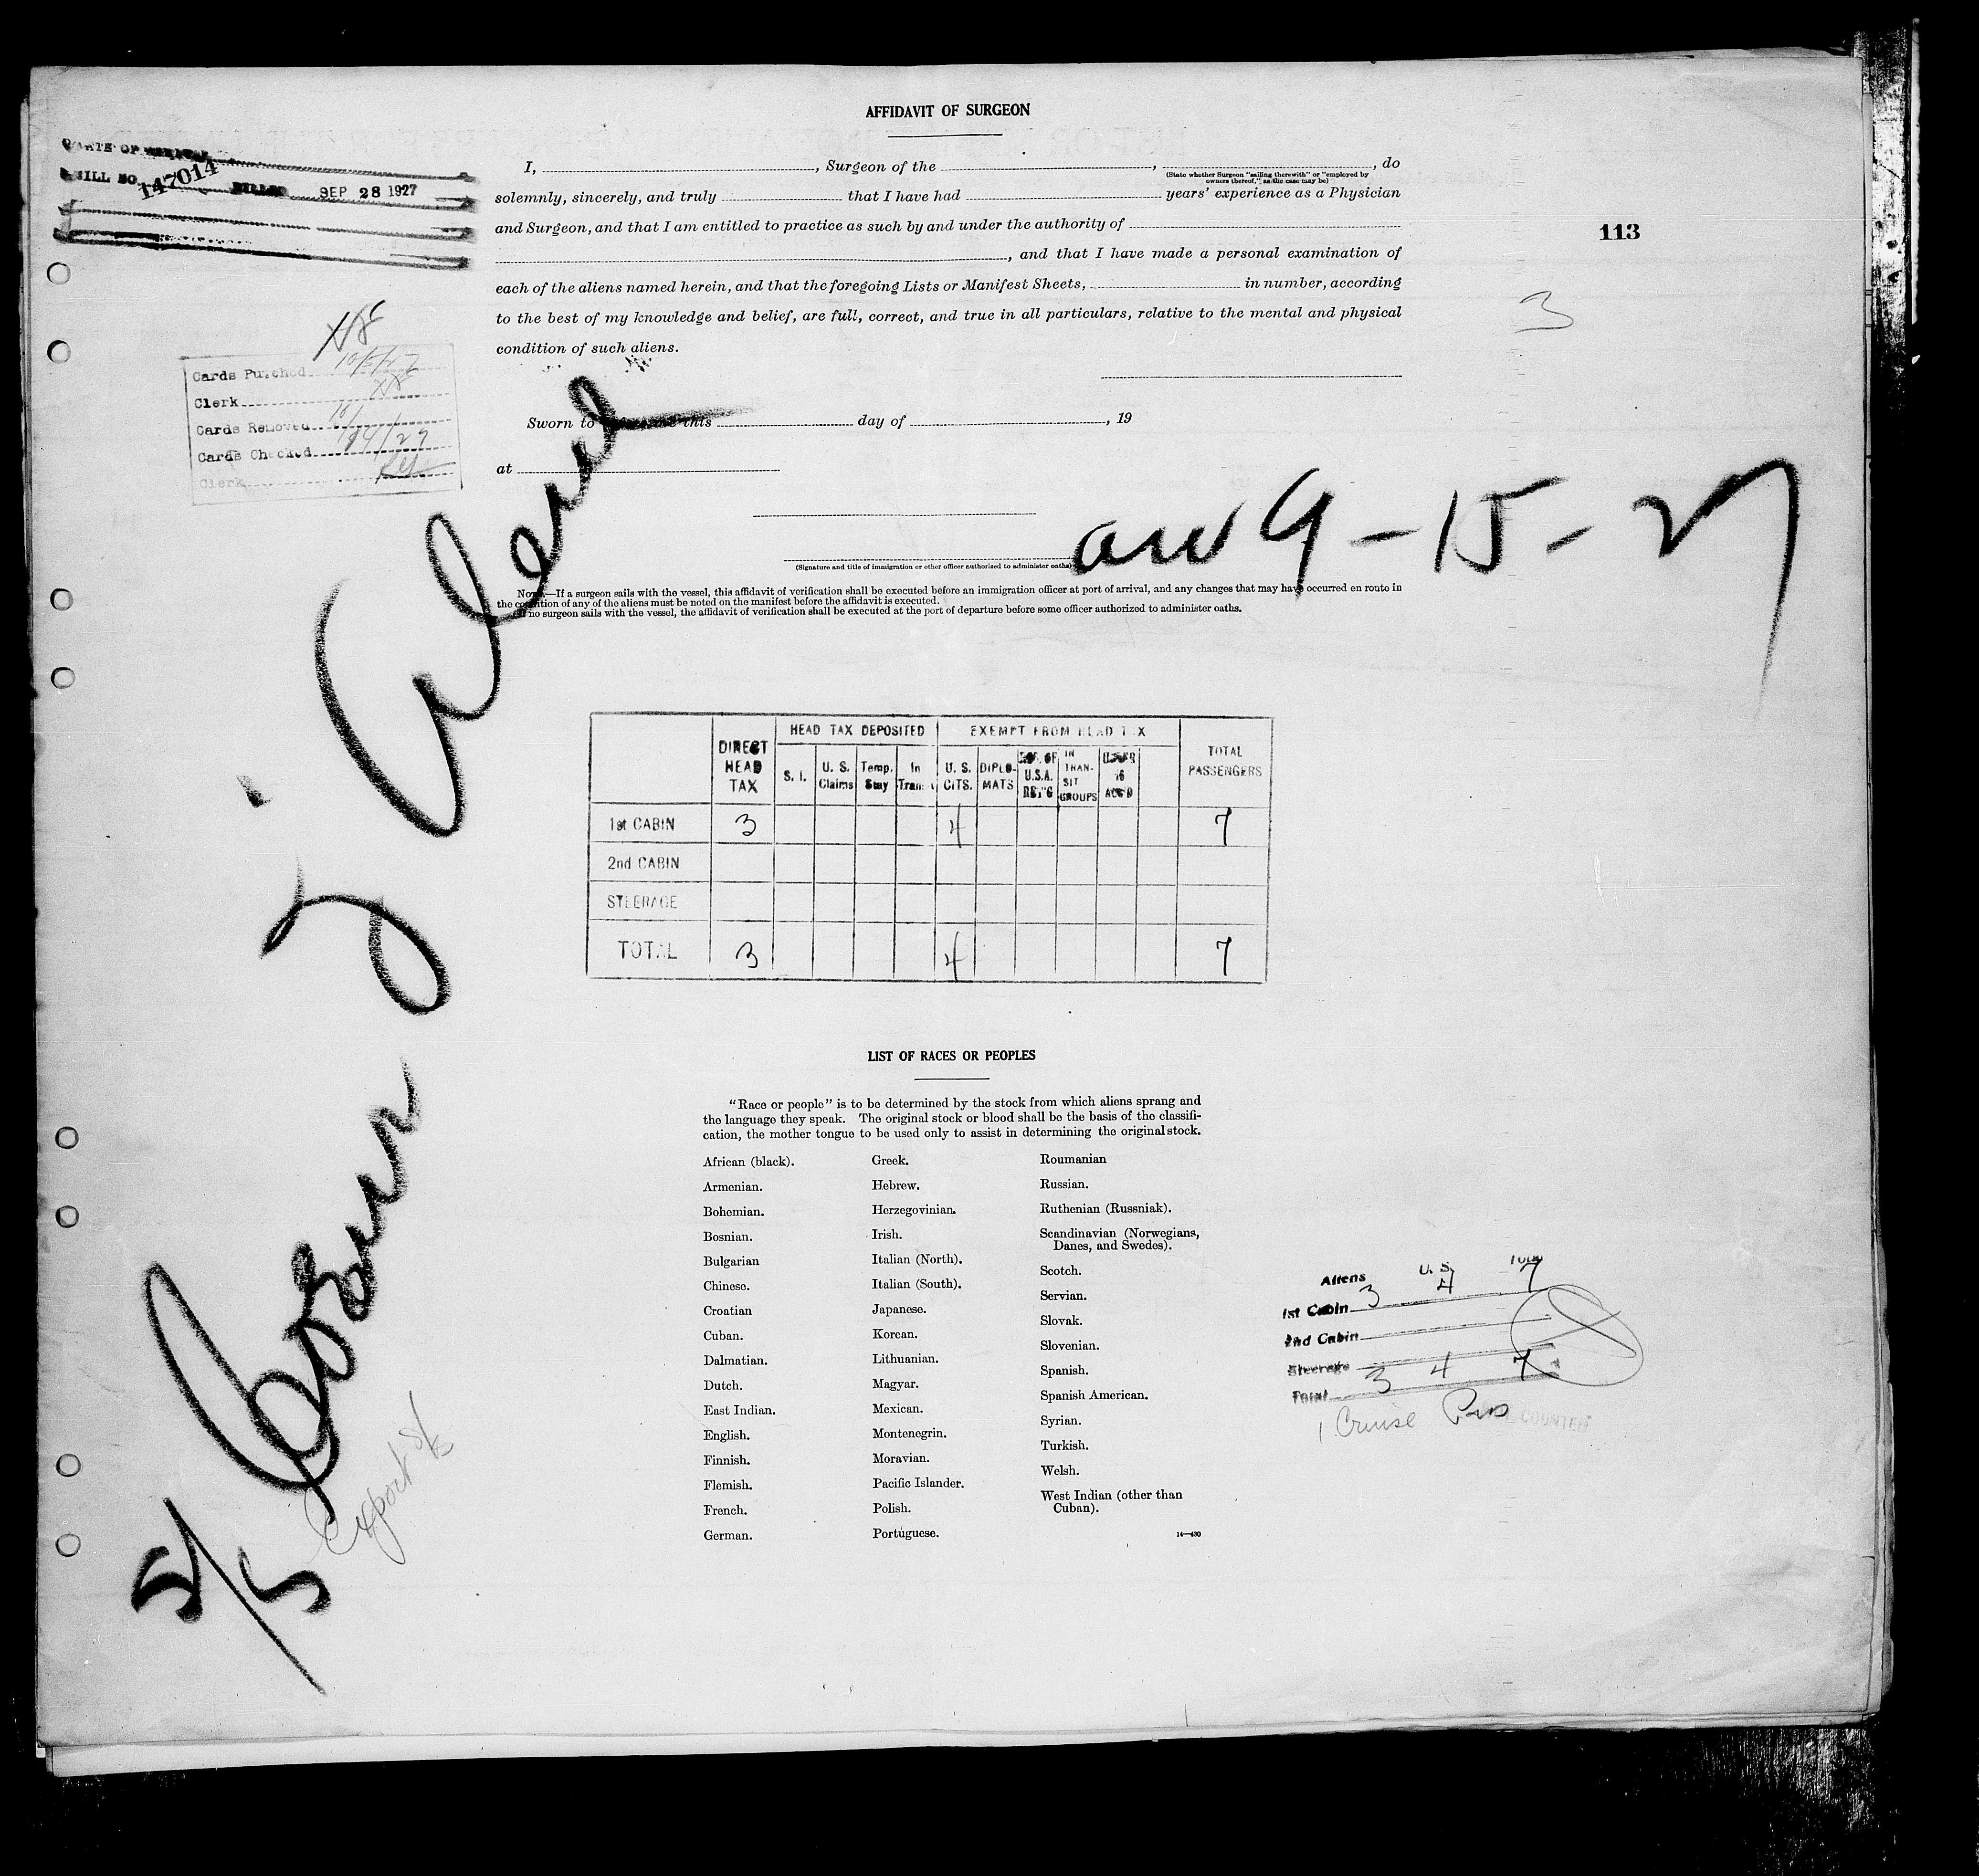 AFFIDAVIT OF SURGEON
I, , Surgeon of the , , do
(State whether Surgeon "sailing therewith" or "employed by
owners thereof," as the case may be)
solemnly, sincerely, and truly that I have had years' experience as a Physician
and Surgeon, and that I am entitled to practice as such by and under the authority of
, and that I have made a personal examination of
each of the aliens named herein, and that the foregoing Lists or Manifest Sheets, in number, according
to the best of my knowledge and belief, are full, correct, and true in all particulars, relative to the mental and physical
condition of such aliens.
Sworn to before me this day of , 19
at
(Signature and title of immigration or other officer authorized to administer oaths)
NOTE.—If a surgeon sails with the vessel, this affidavit of verification shall be executed before an immigration officer at port of arrival, and any changes that may have occurred en route in
the condition of any of the aliens must be noted on the manifest before the affidavit is executed.
If no surgeon sails with the vessel, the affidavit of verification shall be executed at the port of departure before some officer authorized to administer oaths.
BILL NO. 147014 BILLED SEP 28 1927
113
3
Cards Punched
Clerk
Cards Removed
Cards Checked
Clerk
arr 9-15-27
S/S
Export S/S
DIRECT HEAD TAX
HEAD TAX DEPOSITED
EXEMPT FROM HEAD TAX
TOTAL PASSENGERS
S. I. U. S. Claims Temp. Stay In Trans U. S. CITS. DIPLOMATS U.S.A. IN TRANSIT GROUPS UNDER 16
1st CABIN 3 4 7
2nd CABIN
STEERAGE
TOTAL 3 4 7
LIST OF RACES OR PEOPLES
"Race or people" is to be determined by the stock from which aliens sprang and
the language they speak. The original stock or blood shall be the basis of the classifi-
cation, the mother tongue to be used only to assist in determining the original stock.
African (black).
Armenian.
Bohemian.
Bosnian.
Bulgarian
Chinese.
Croatian
Cuban.
Dalmatian.
Dutch.
East Indian.
English.
Finnish.
Flemish.
French.
German.
Greek.
Hebrew.
Herzegovinian.
Irish.
Italian (North).
Italian (South).
Japanese.
Korean.
Lithuanian.
Magyar.
Mexican.
Montenegrin.
Moravian.
Pacific Islander.
Polish.
Portuguese.
Roumanian
Russian.
Ruthenian (Russniak).
Scandinavian (Norwegians,
Danes, and Swedes).
Scotch.
Servian.
Slovak.
Slovenian.
Spanish.
Spanish American.
Syrian.
Turkish.
Welsh.
West Indian (other than
Cuban).
14—430
Aliens U. S. Total
1st Cabin 3 4 7
2nd Cabin
Steerage
Total 3 4 7
1 Cruise Pass
COUNTED